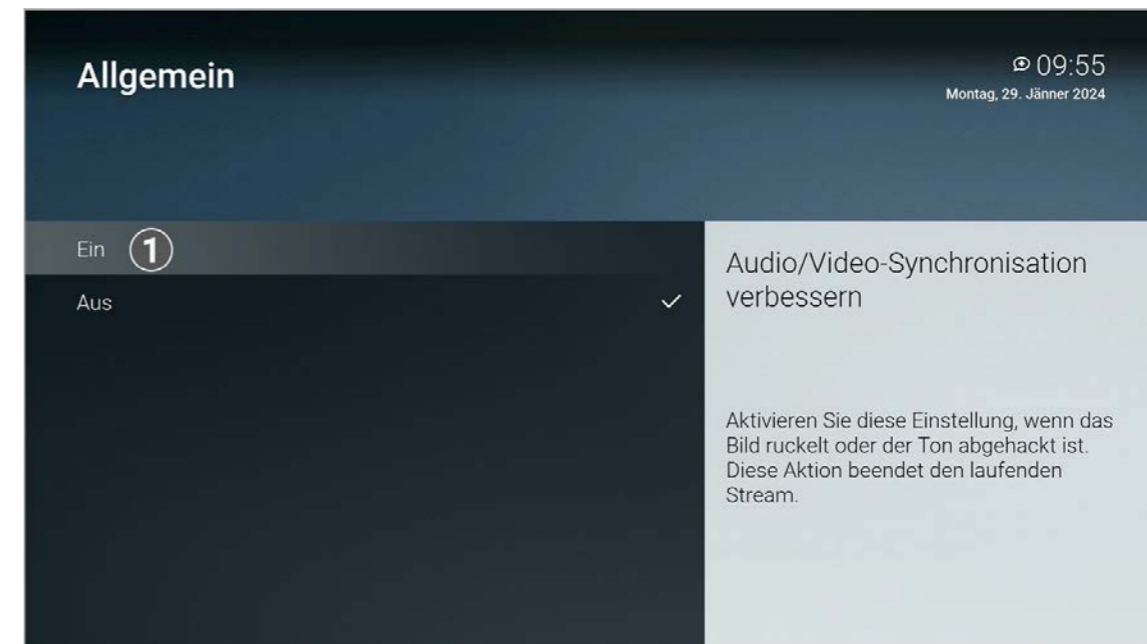 Allgemein
09:55
Montag, 29. Jänner 2024
Ein 1
Aus
Audio/Video-Synchronisation
verbessern
Aktivieren Sie diese Einstellung, wenn das
Bild ruckelt oder der Ton abgehackt ist.
Diese Aktion beendet den laufenden
Stream.